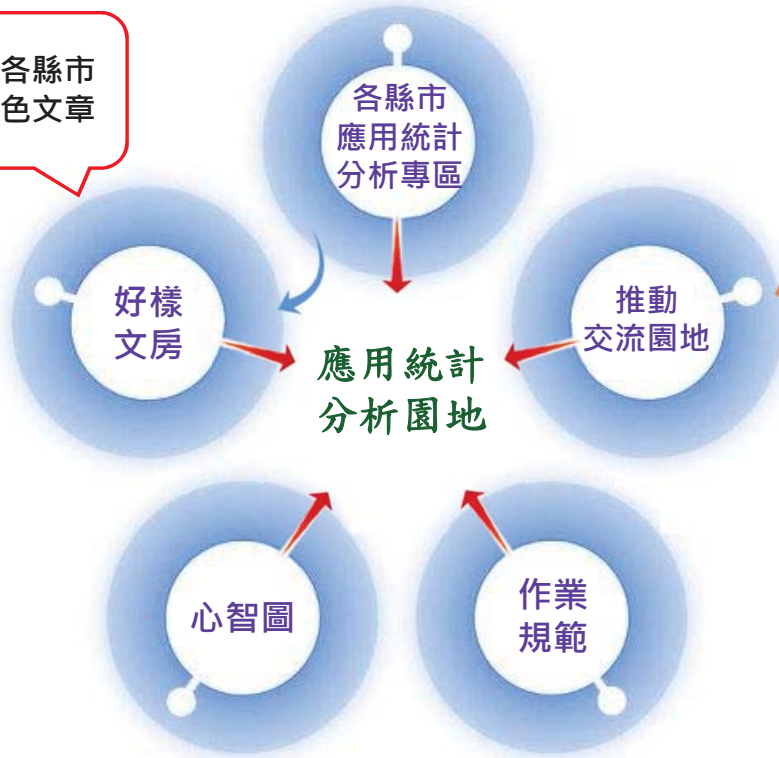 各縣市
色文章
各縣市
應用統計
分析專區
好樣
文房
推動
交流園地
應用統計
分析園地
心智圖
作業
規範